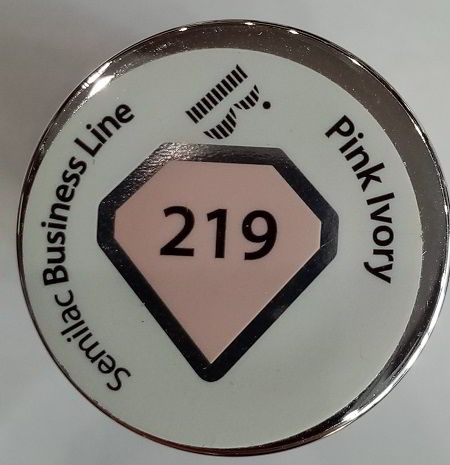 Semilac Business Line
Pink Ivory
219